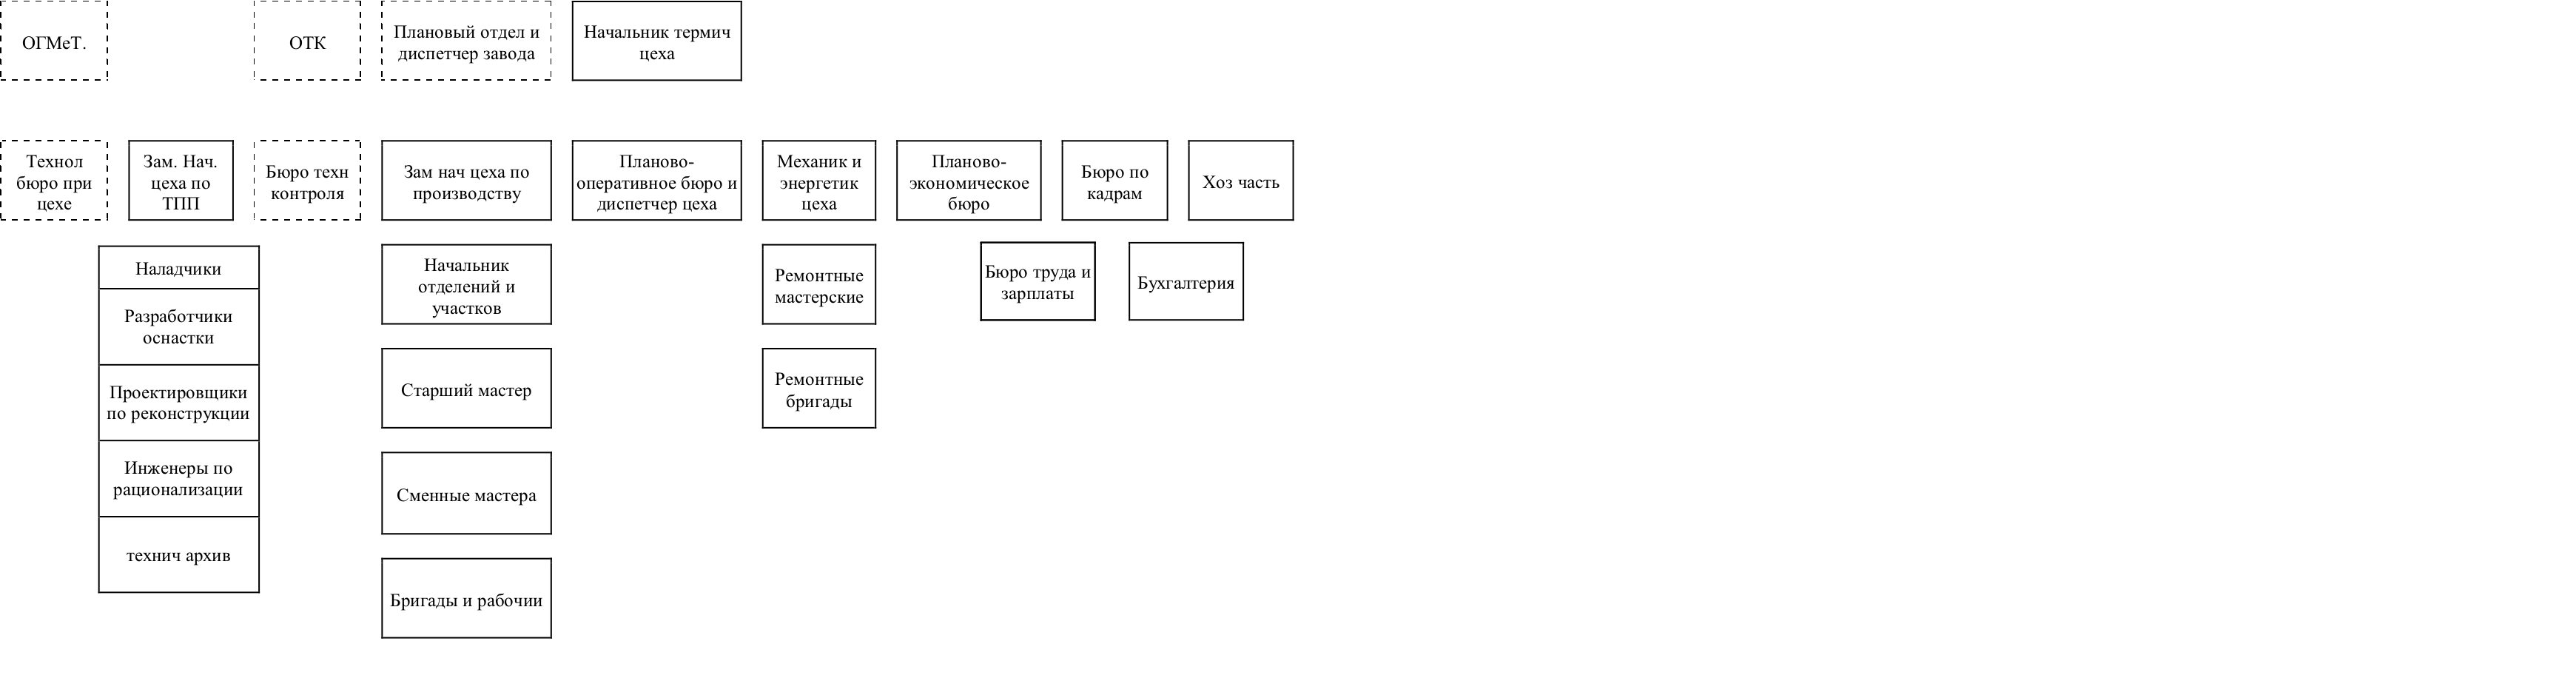 ОГМеТ.
ОТК
Плановый отдел и
диспетчер завода
Начальник термич
цеха
Технол
бюро при
цехе
Зам. Нач.
цеха по
ТПП
Бюро техн
контроля
Зам нач цеха по
производству
Планово-
оперативное бюро и
диспетчер цеха
Механик и
энергетик
цеха
Планово-
экономическое
бюро
Бюро по
кадрам
Хоз часть
Наладчики
Разработчики
оснастки
Проектировщики
по реконструкции
Инженеры по
рационализации
технич архив
Начальник
отделений и
участков
Старший мастер
Сменные мастера
Бригады и рабочии
Ремонтные
мастерские
Ремонтные
бригады
Бюро труда и
зарплаты
Бухгалтерия